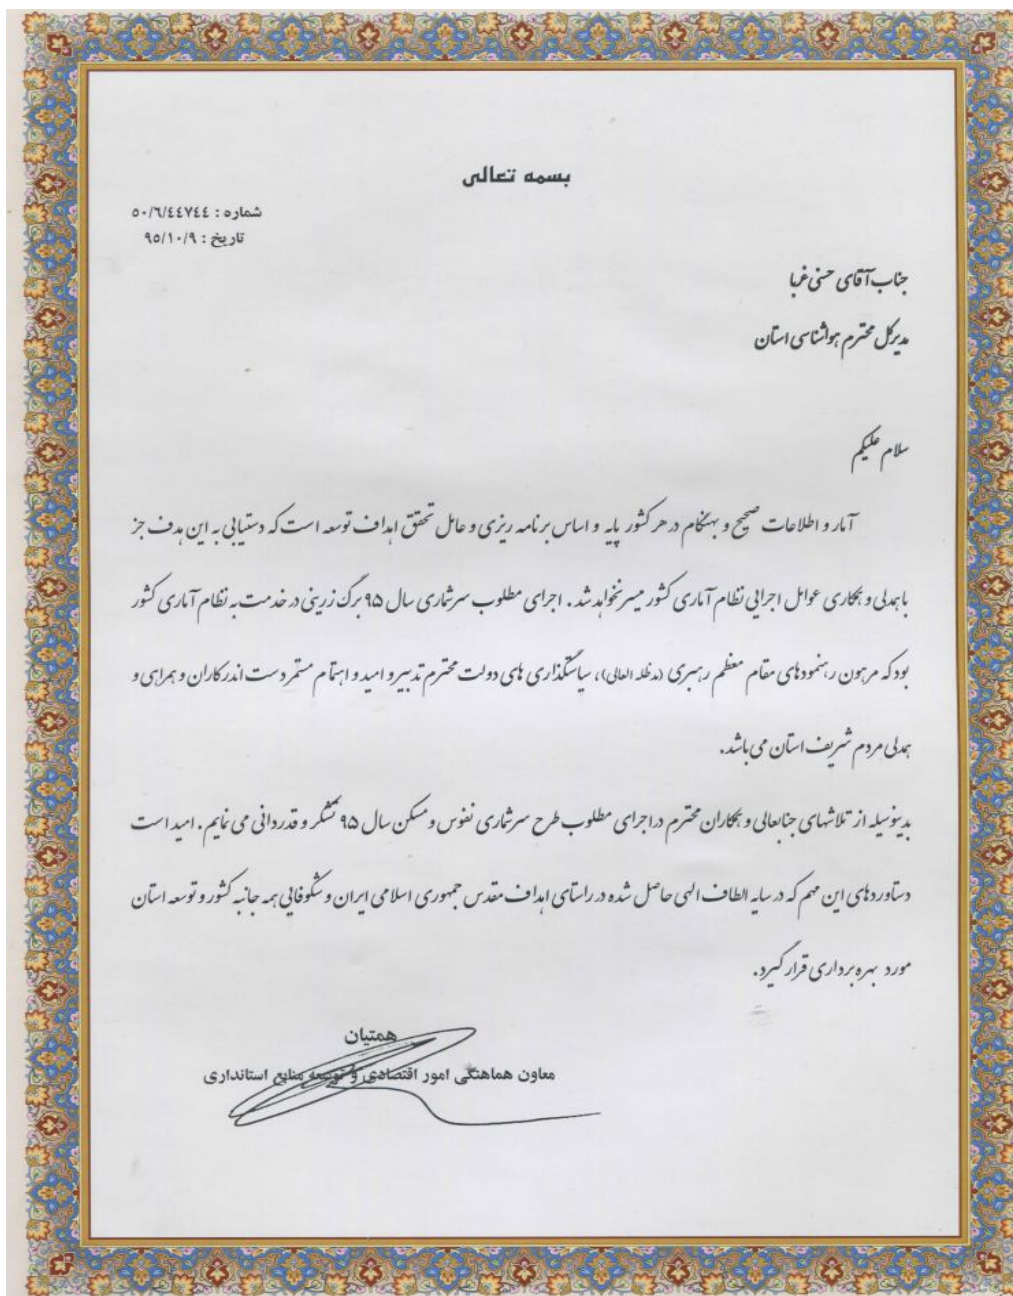 بسمه تعالی
شماره : ۵۰/۶/٤٤٧٤٤
تاریخ : ۹۵/۱۰/۹
جناب آقای حسنی غربا
مدیرکل محترم هواشناسی استان
سلام علیکم
آمار و اطلاعات صحیح و بهنگام در هر کشور پایه و اساس برنامه ریزی و عامل تحقق اهداف توسعه است که دستیابی به این هدف جز
با همدلی و همکاری عوامل اجرایی نظام آماری کشور میسر نخواهد شد . اجرای مطلوب سرشماری سال ۹۵ برگ زرینی در خدمت به نظام آماری کشور
بود که مرهون رهنمودهای مقام معظم رهبری (مدظله العالی)، سیاستگذاری های دولت محترم تدبیر و امید و اهتمام مستمر دست اندرکاران و همراهی و
همدلی مردم شریف استان می باشد .
بدینوسیله از تلاشهای جنابعالی و همکاران محترم در اجرای مطلوب طرح سرشماری نفوس و مسکن سال ۹۵ تشکر و قدردانی می نمایم . امید است
دستاوردهای این مهم که در سایه الطاف الهی حاصل شده در راستای اهداف مقدس جمهوری اسلامی ایران و شکوفایی همه جانبه کشور و توسعه استان
مورد بهره برداری قرار گیرد .
همتیان
معاون هماهنگی امور اقتصادی و توسعه منابع استانداری